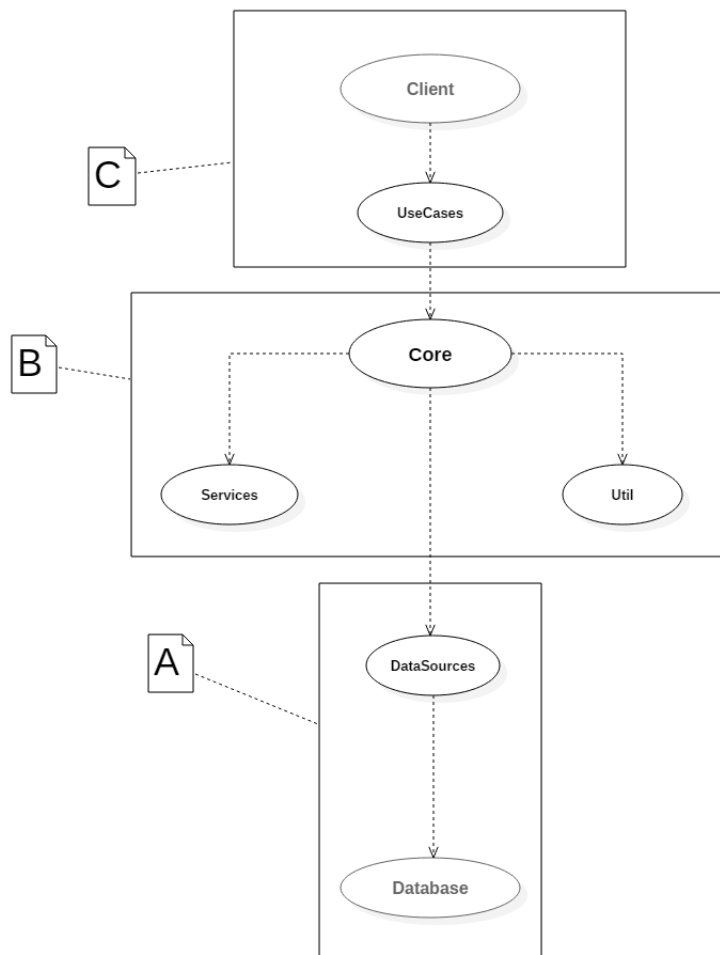 Client
C
UseCases
B
Core
Services
Util
A
DataSources
Database